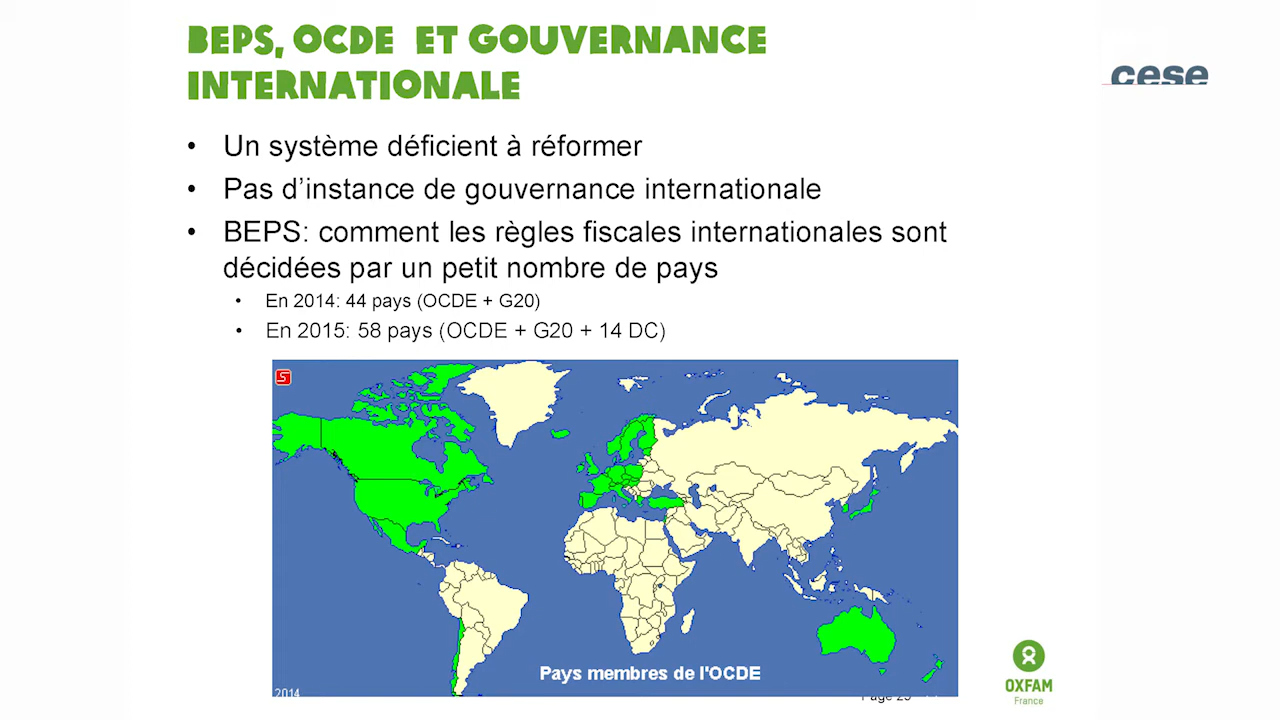 BEPS, OCDE ET GOUVERNANCE
INTERNATIONALE
cese
• Un système déficient à réformer
• Pas d’instance de gouvernance internationale
• BEPS: comment les règles fiscales internationales sont
décidées par un petit nombre de pays
• En 2014: 44 pays (OCDE + G20)
• En 2015: 58 pays (OCDE + G20 + 14 DC)
S
Pays membres de l'OCDE
2014
OXFAM
France